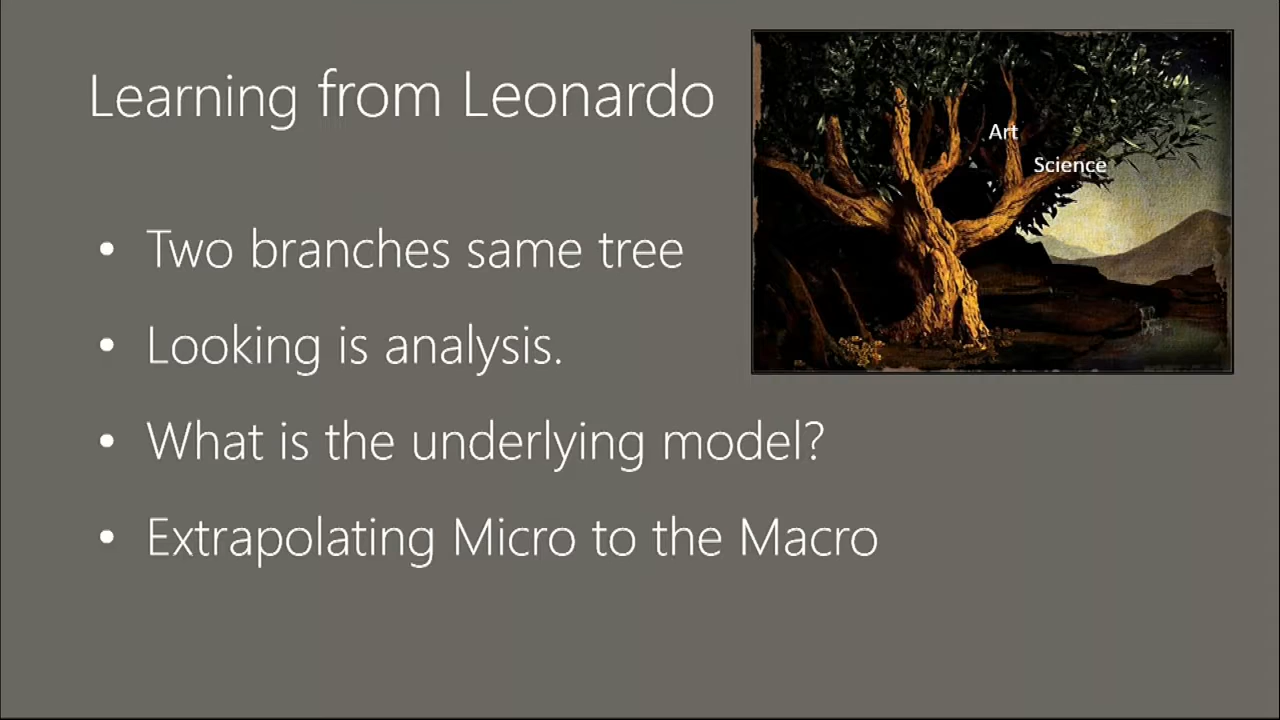 Learning from Leonardo
Art
Science
• Two branches same tree
• Looking is analysis.
• What is the underlying model?
• Extrapolating Micro to the Macro